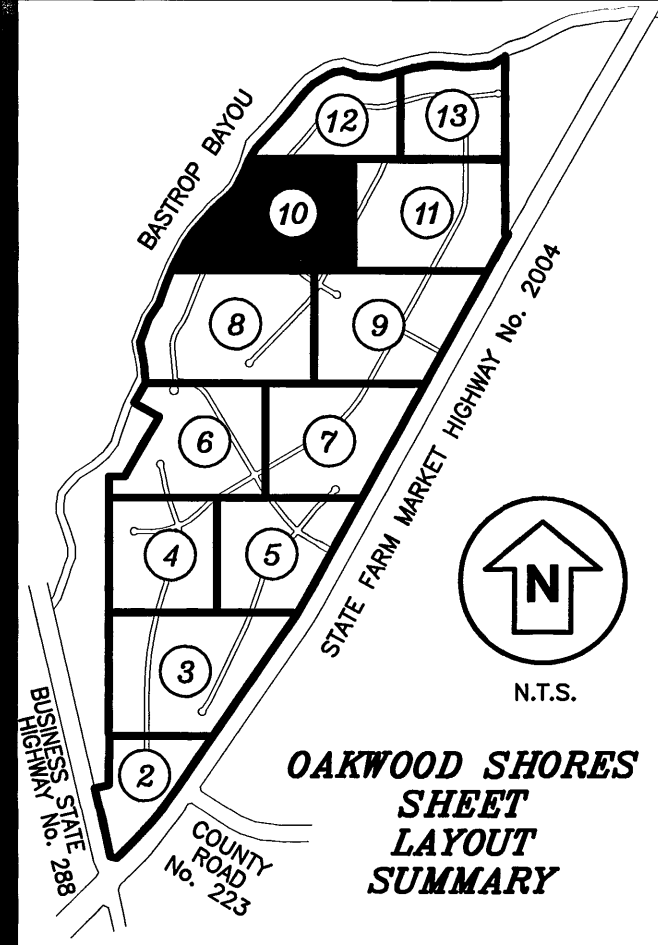 BASTROP BAYOU
12
13
10
11
8
9
6
7
4
5
3
2
STATE FARM MARKET HIGHWAY No. 2004
BUSINESS STATE
HIGHWAY No. 288
COUNTY
ROAD
No. 223
N
N.T.S.
OAKWOOD SHORES
SHEET
LAYOUT
SUMMARY